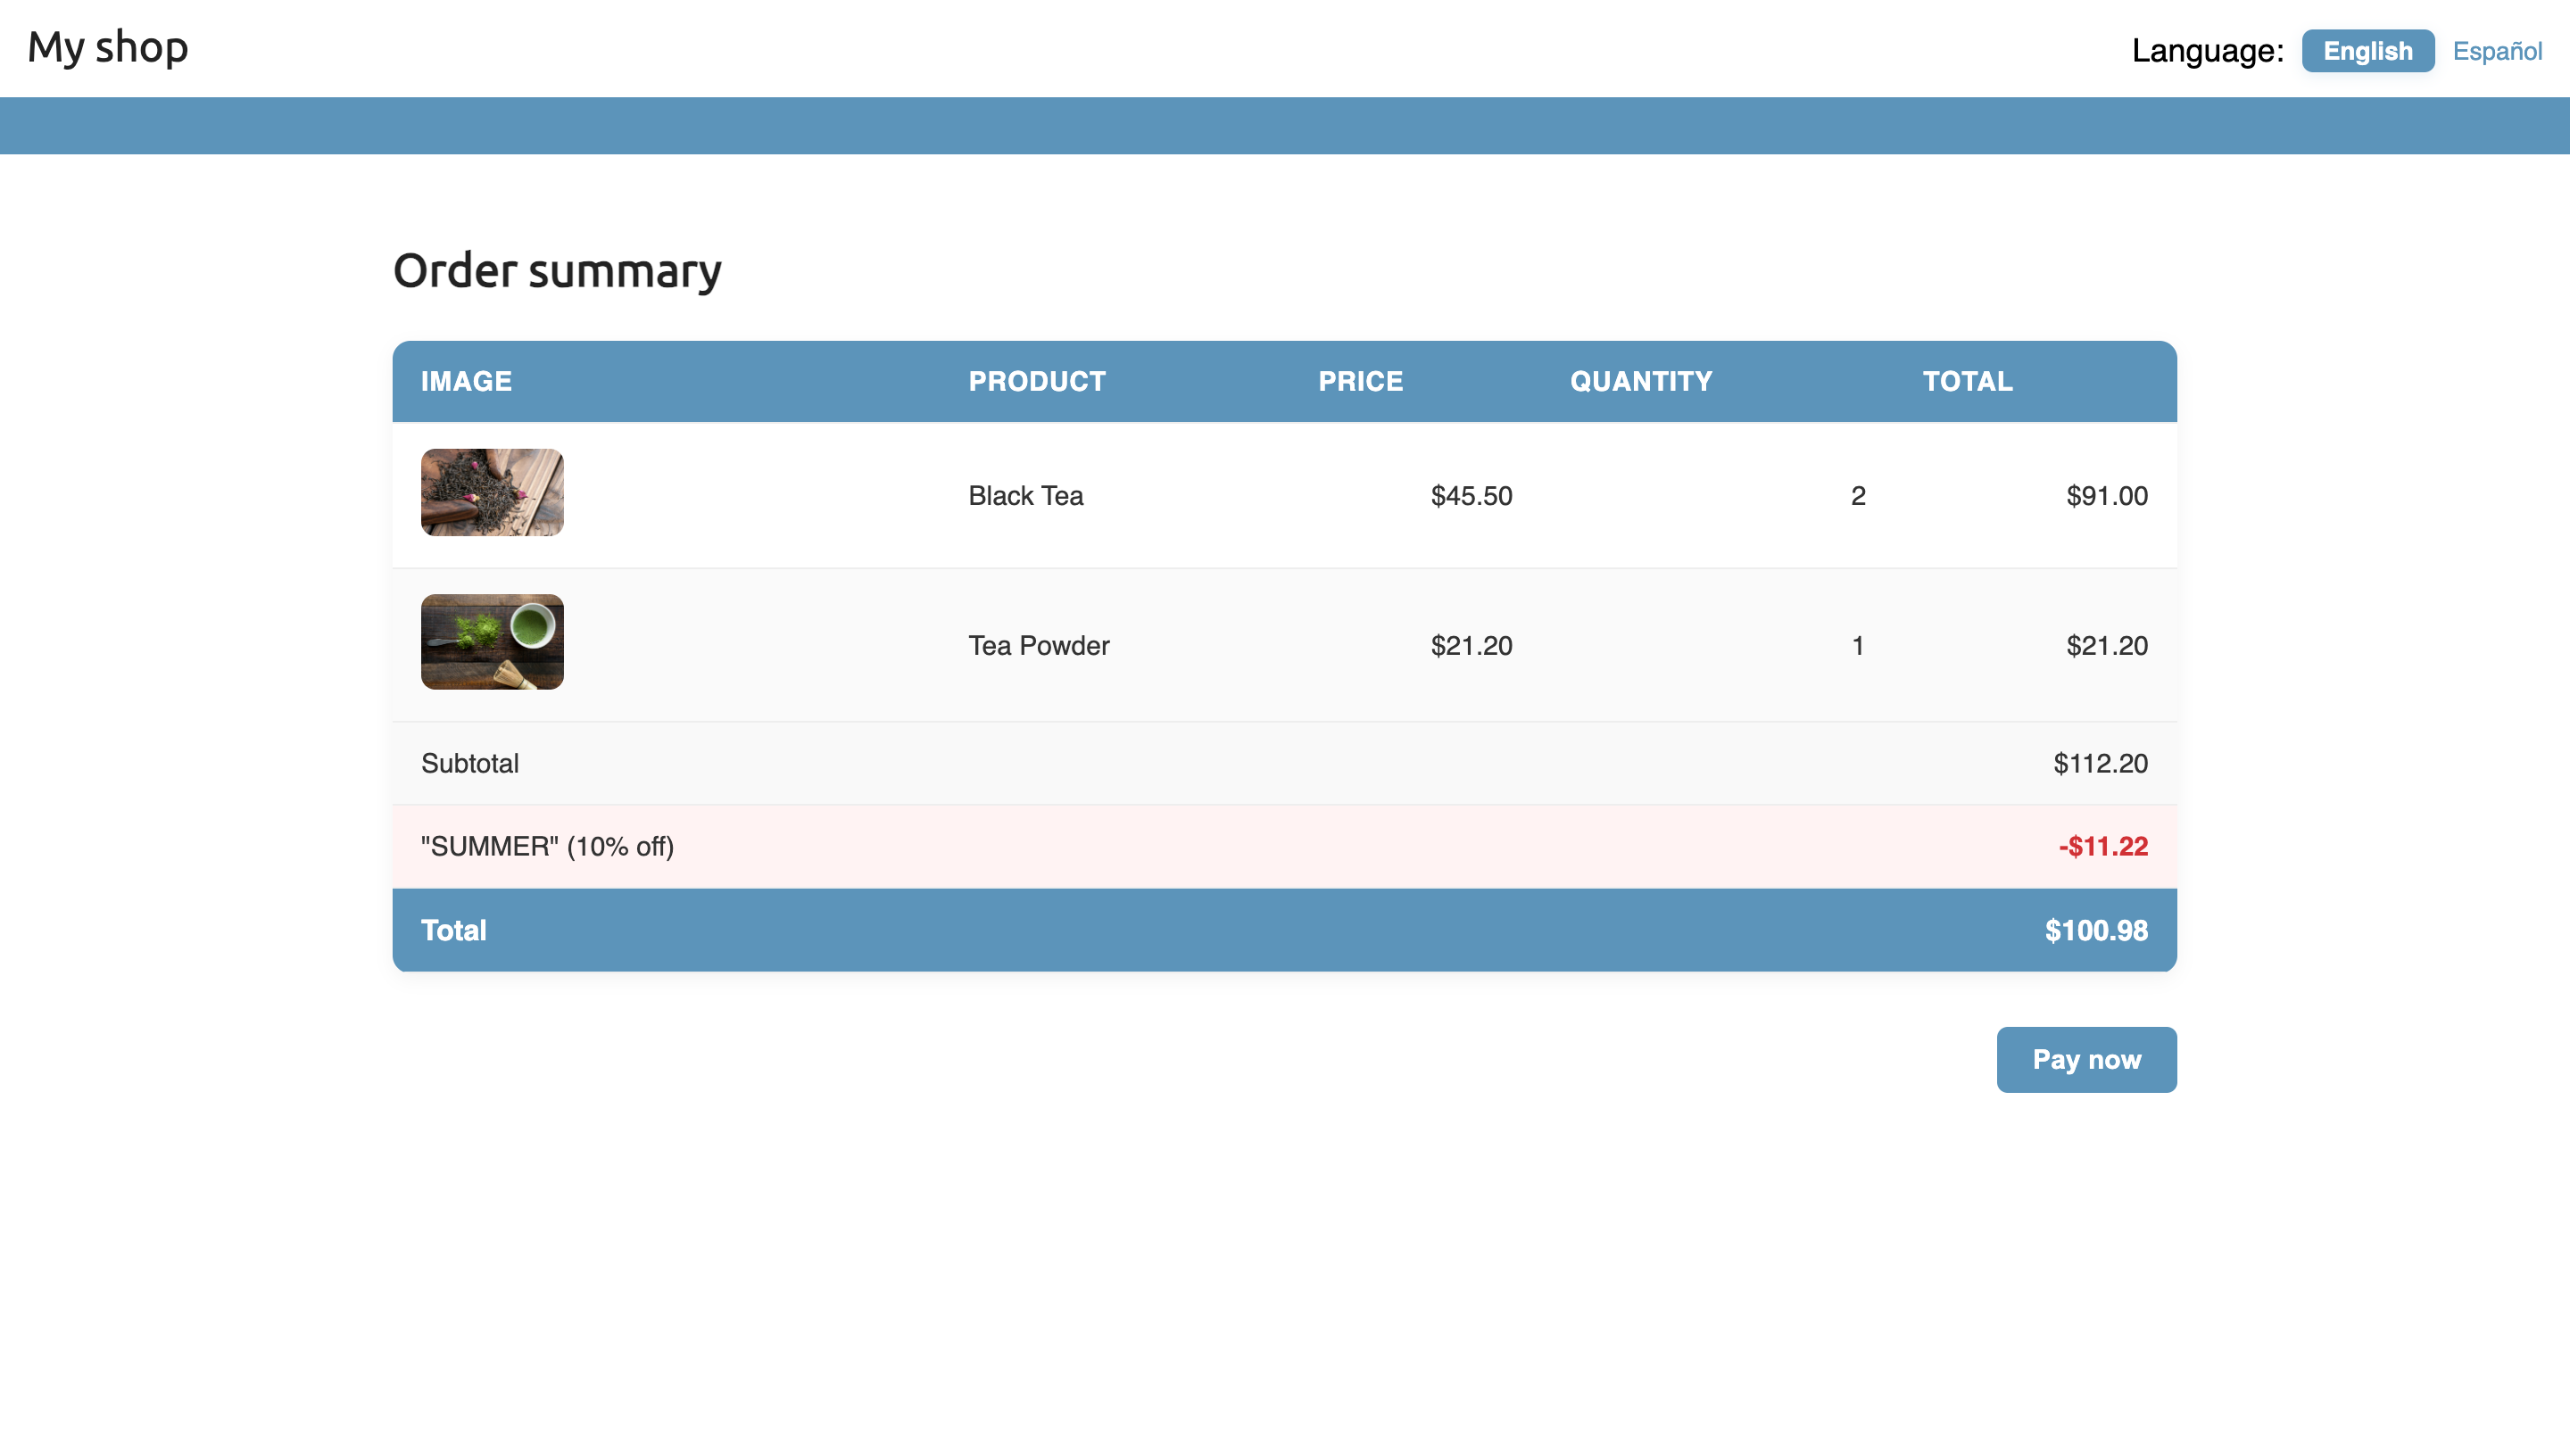 My shop
Language: English Español
Order summary
IMAGE PRODUCT PRICE QUANTITY TOTAL
Black Tea $45.50 2 $91.00
Tea Powder $21.20 1 $21.20
Subtotal $112.20
"SUMMER" (10% off) -$11.22
Total $100.98
Pay now